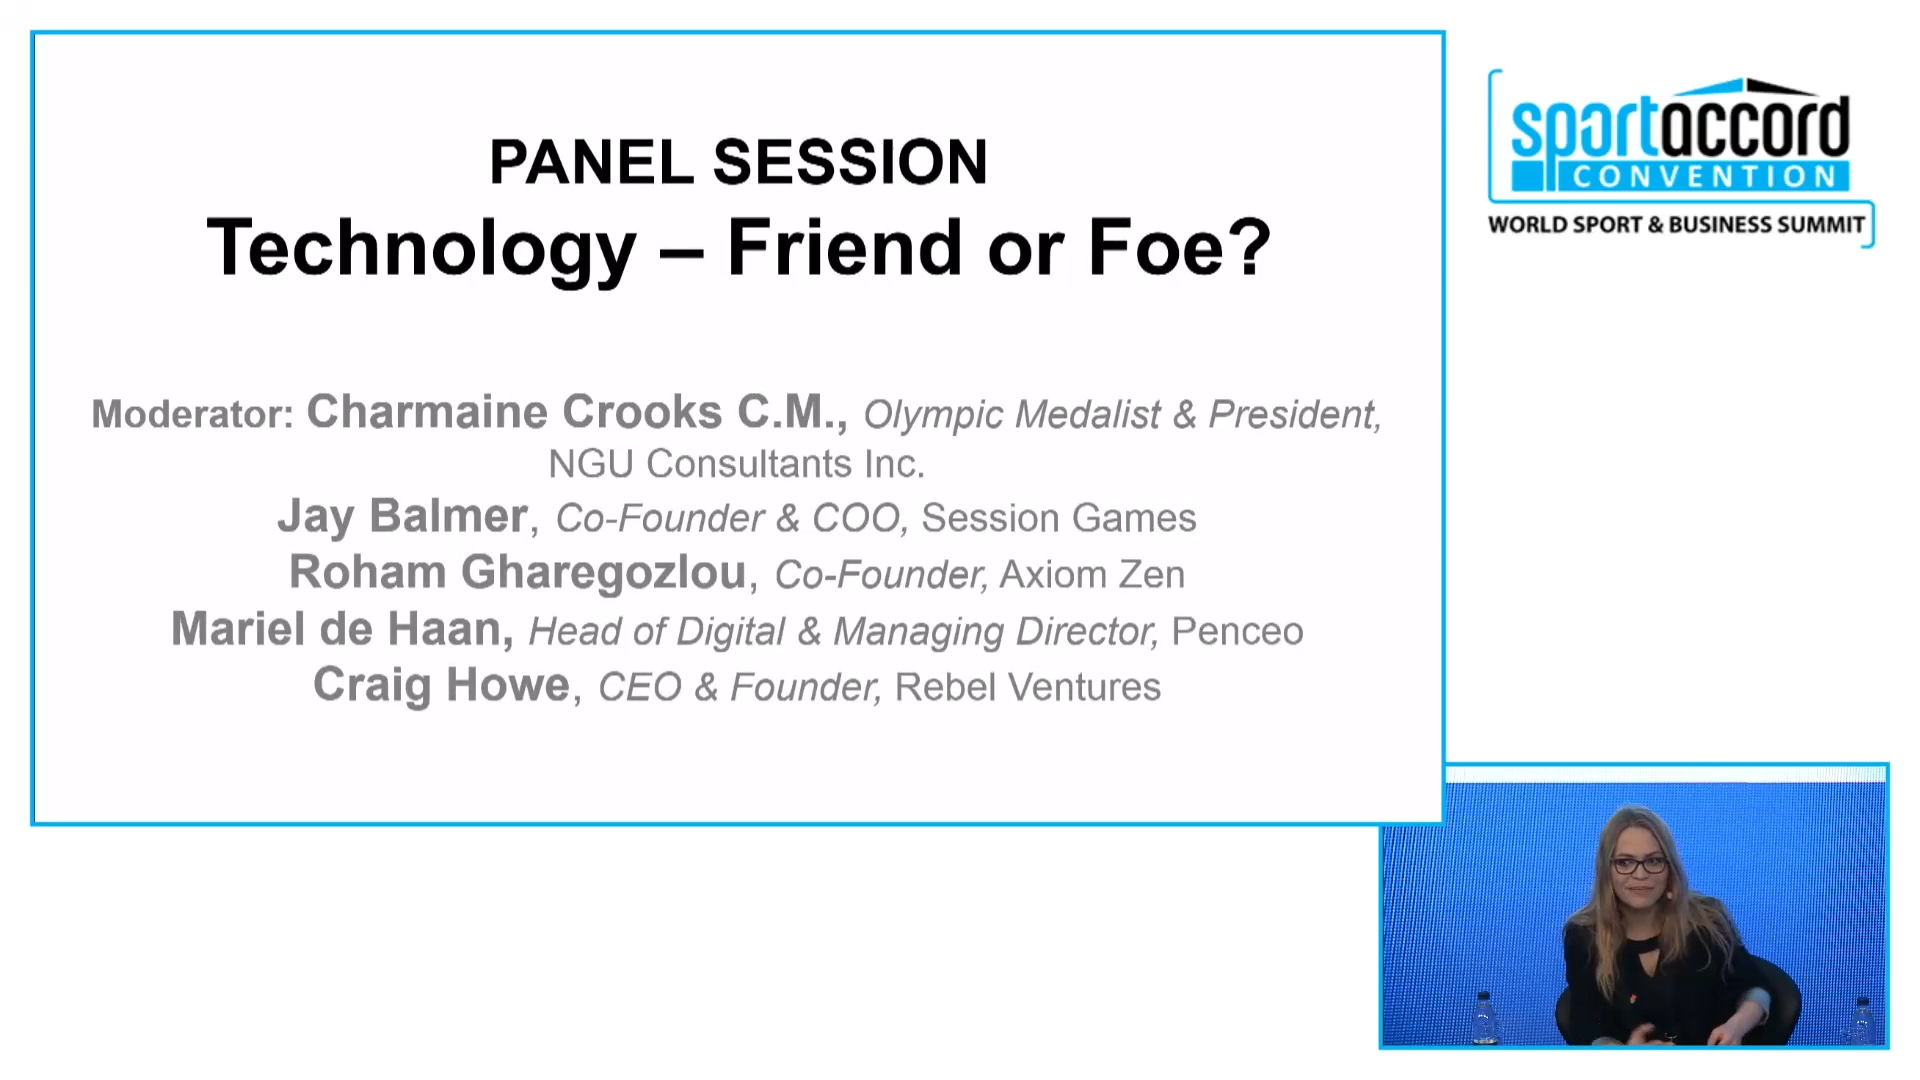 PANEL SESSION
Technology – Friend or Foe?
Moderator: Charmaine Crooks C.M., Olympic Medalist & President,
NGU Consultants Inc.
Jay Balmer, Co-Founder & COO, Session Games
Roham Gharegozlou, Co-Founder, Axiom Zen
Mariel de Haan, Head of Digital & Managing Director, Penceo
Craig Howe, CEO & Founder, Rebel Ventures
sportaccord
CONVENTION
WORLD SPORT & BUSINESS SUMMIT